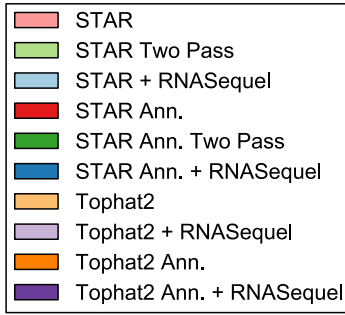 STAR
STAR Two Pass
STAR + RNASequel
STAR Ann.
STAR Ann. Two Pass
STAR Ann. + RNASequel
Tophat2
Tophat2 + RNASequel
Tophat2 Ann.
Tophat2 Ann. + RNASequel